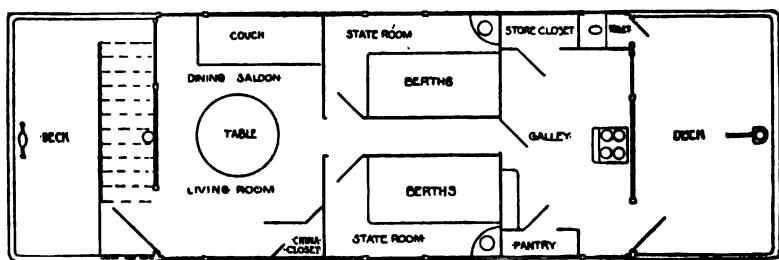 COUCH
STATE ROOM
STORE CLOSET
TOILET
DINING SALOON
BERTHS
DECK
TABLE
GALLEY
DECK
LIVING ROOM
BERTHS
CHINA-
CLOSET
STATE ROOM
PANTRY